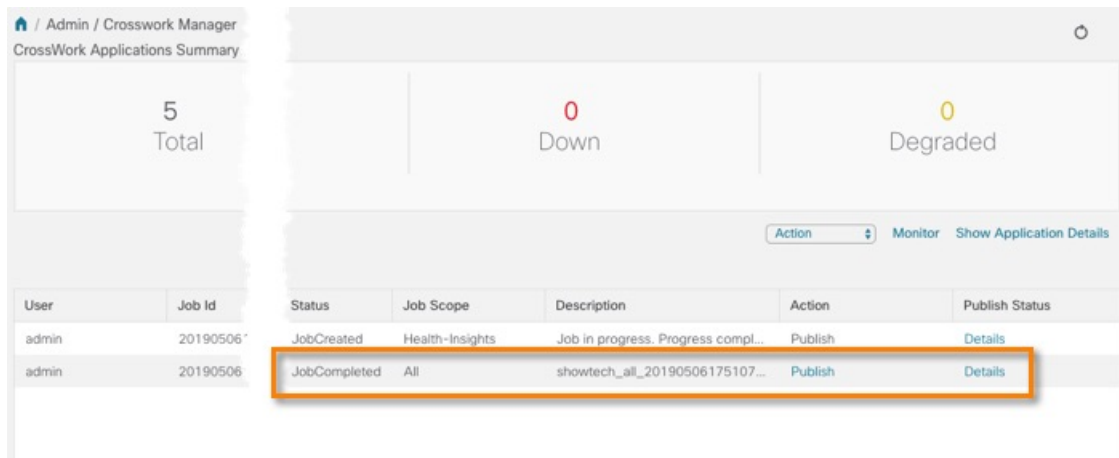 / Admin / Crosswork Manager
CrossWork Applications Summary
5 0 0
Total Down Degraded
Action Monitor Show Application Details
User Job Id Status Job Scope Description Action Publish Status
admin 20190506 JobCreated Health-Insights Job in progress. Progress compl... Publish Details
admin 20190506 JobCompleted All showtech_all_20190506175107... Publish Details